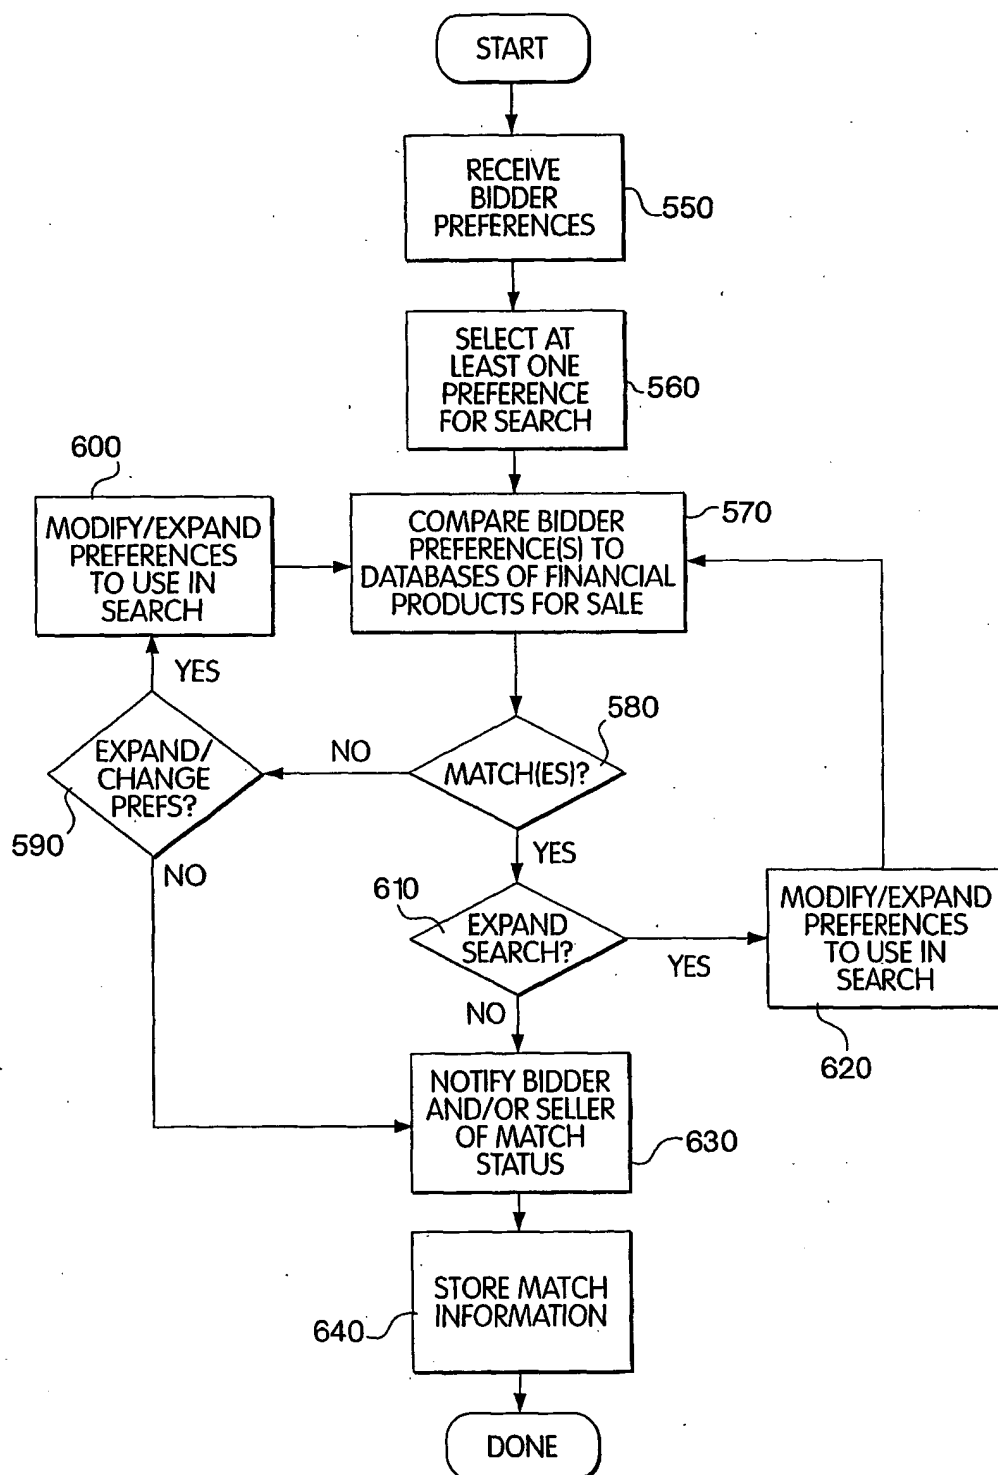 START
RECEIVE
BIDDER
PREFERENCES
550
SELECT AT
LEAST ONE
PREFERENCE
FOR SEARCH
560
600
MODIFY/EXPAND
PREFERENCES
TO USE IN
SEARCH
COMPARE BIDDER
PREFERENCE(S) TO
DATABASES OF FINANCIAL
PRODUCTS FOR SALE
570
YES
580
EXPAND/
CHANGE
PREFS?
NO
MATCH(ES)?
590
NO
YES
610
EXPAND
SEARCH?
YES
MODIFY/EXPAND
PREFERENCES
TO USE IN
SEARCH
NO
620
NOTIFY BIDDER
AND/OR SELLER
OF MATCH
STATUS
630
STORE MATCH
INFORMATION
640
DONE